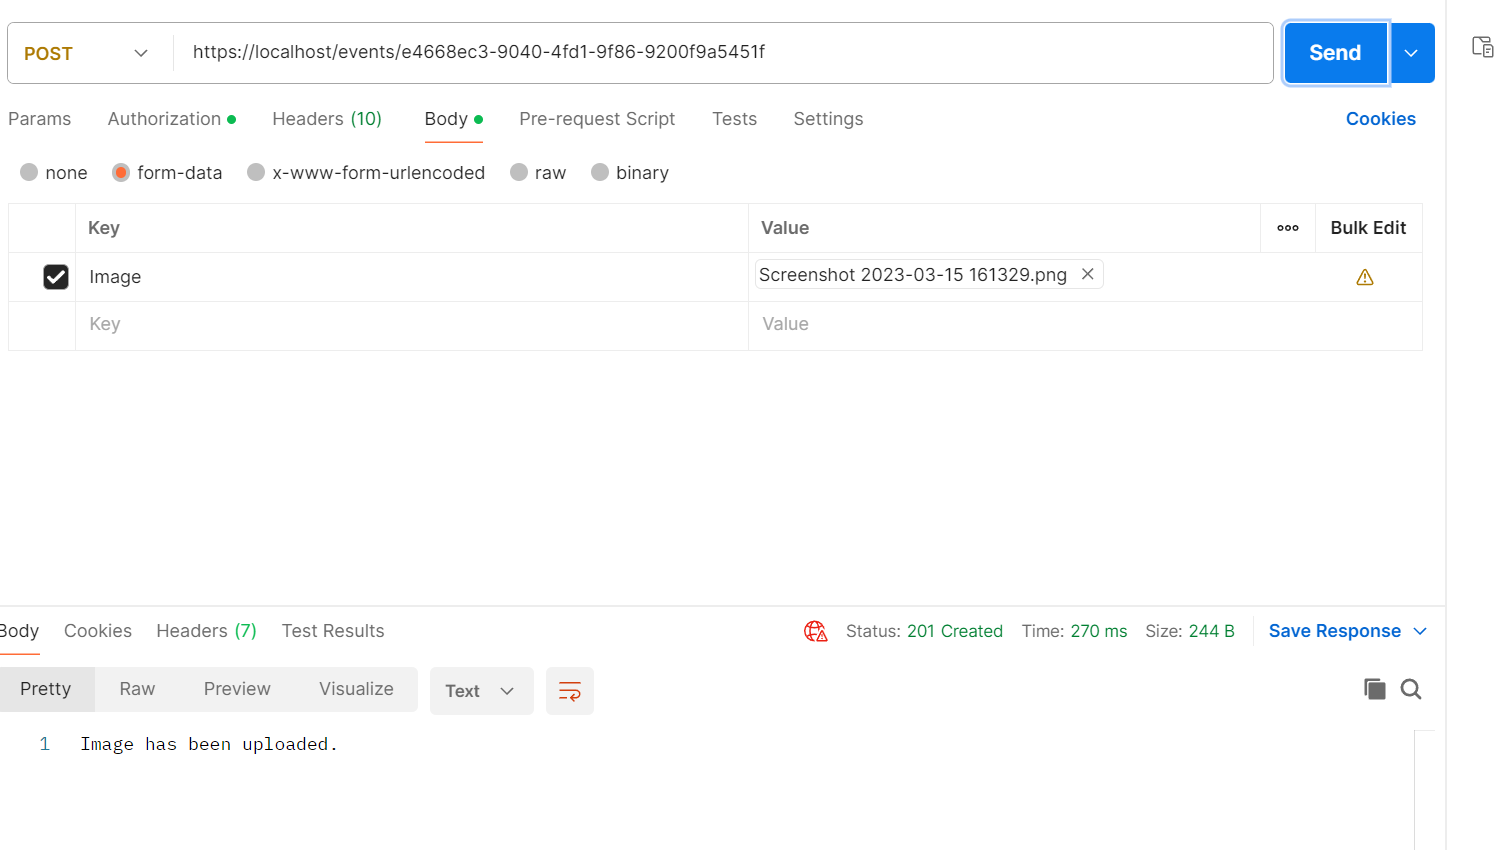 POST https://localhost/events/e4668ec3-9040-4fd1-9f86-9200f9a5451f Send
Params Authorization Headers (10) Body Pre-request Script Tests Settings Cookies
none form-data x-www-form-urlencoded raw binary
Key Value Bulk Edit
Image Screenshot 2023-03-15 161329.png
Key Value
Body Cookies Headers (7) Test Results Status: 201 Created Time: 270 ms Size: 244 B Save Response
Pretty Raw Preview Visualize Text
1 Image has been uploaded.